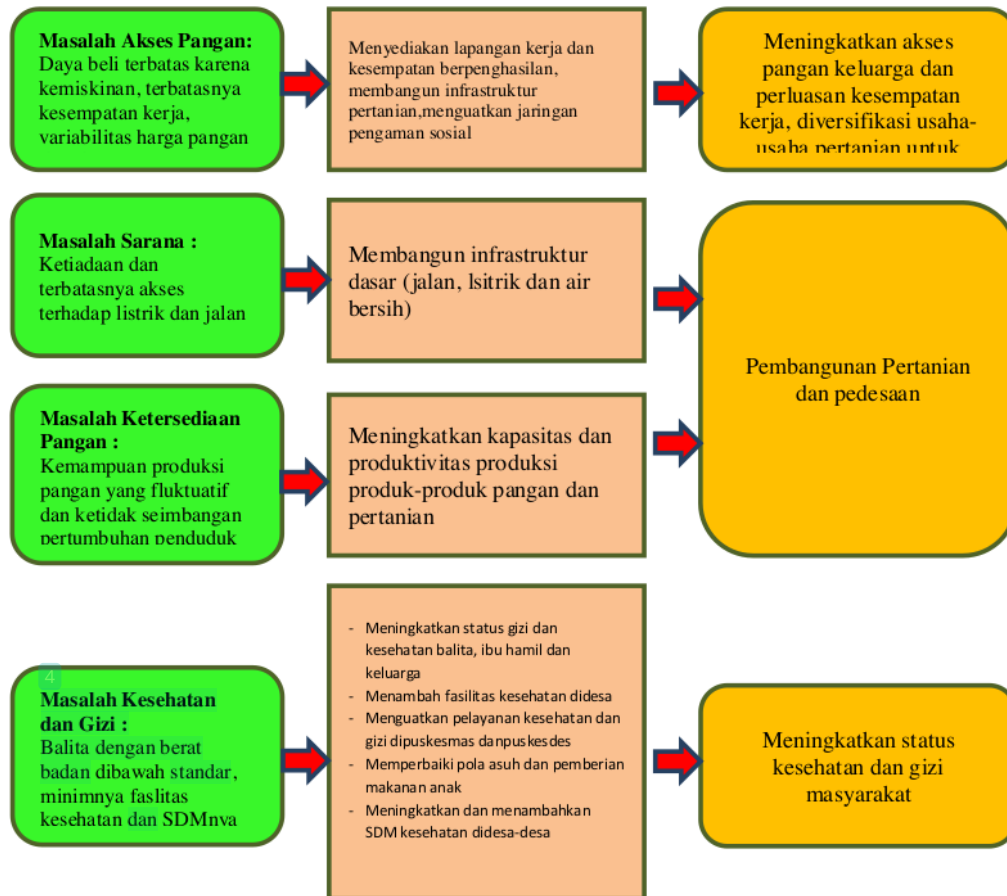 Masalah Akses Pangan:
Daya beli terbatas karena
kemiskinan, terbatasnya
kesempatan kerja,
variabilitas harga pangan
Menyediakan lapangan kerja dan
kesempatan berpenghasilan,
membangun infrastruktur
pertanian,menguatkan jaringan
pengaman sosial
Meningkatkan akses
pangan keluarga dan
perluasan kesempatan
kerja, diversifikasi usaha-
usaha pertanian untuk
Masalah Sarana :
Ketiadaan dan
terbatasnya akses
terhadap listrik dan jalan
Membangun infrastruktur
dasar (jalan, lsitrik dan air
bersih)
Masalah Ketersediaan
Pangan :
Kemampuan produksi
pangan yang fluktuatif
dan ketidak seimbangan
pertumbuhan penduduk
Meningkatkan kapasitas dan
produktivitas produksi
produk-produk pangan dan
pertanian
Pembangunan Pertanian
dan pedesaan
4
Masalah Kesehatan
dan Gizi :
Balita dengan berat
badan dibawah standar,
minimnya faslitas
kesehatan dan SDMnya
- Meningkatkan status gizi dan
kesehatan balita, ibu hamil dan
keluarga
- Menambah fasilitas kesehatan didesa
- Menguatkan pelayanan kesehatan dan
gizi dipuskesmas danpuskesdes
- Memperbaiki pola asuh dan pemberian
makanan anak
- Meningkatkan dan menambahkan
SDM kesehatan didesa-desa
Meningkatkan status
kesehatan dan gizi
masyarakat